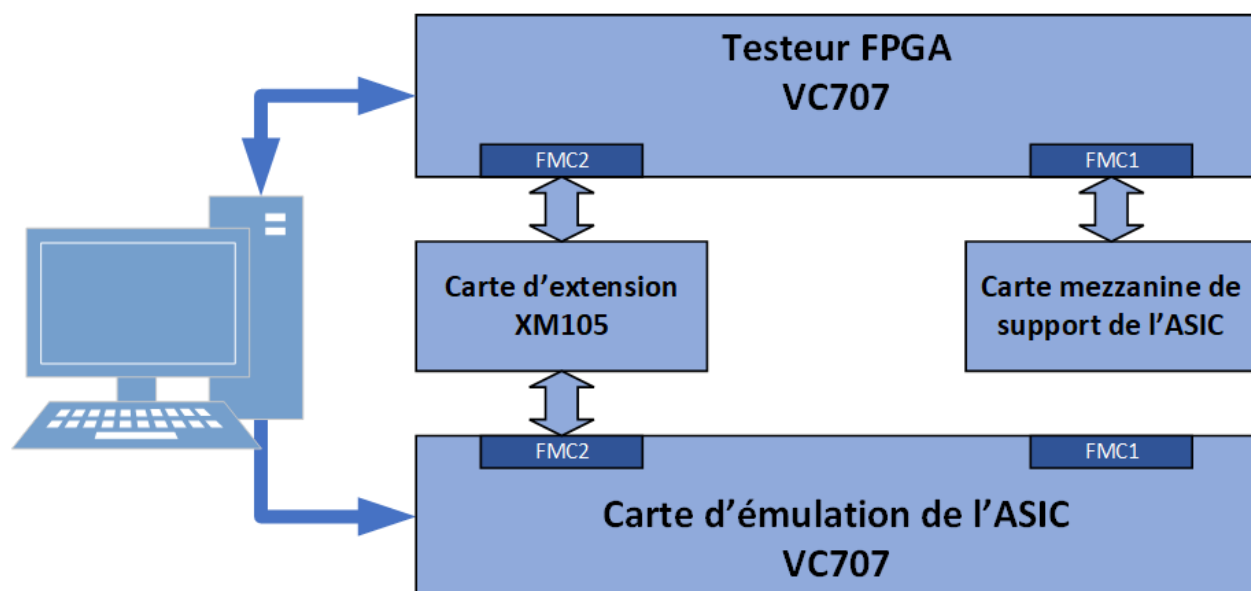 Testeur FPGA
VC707
FMC2
FMC1
Carte d’extension
XM105
Carte mezzanine de
support de l’ASIC
FMC2
FMC1
Carte d’émulation de l’ASIC
VC707